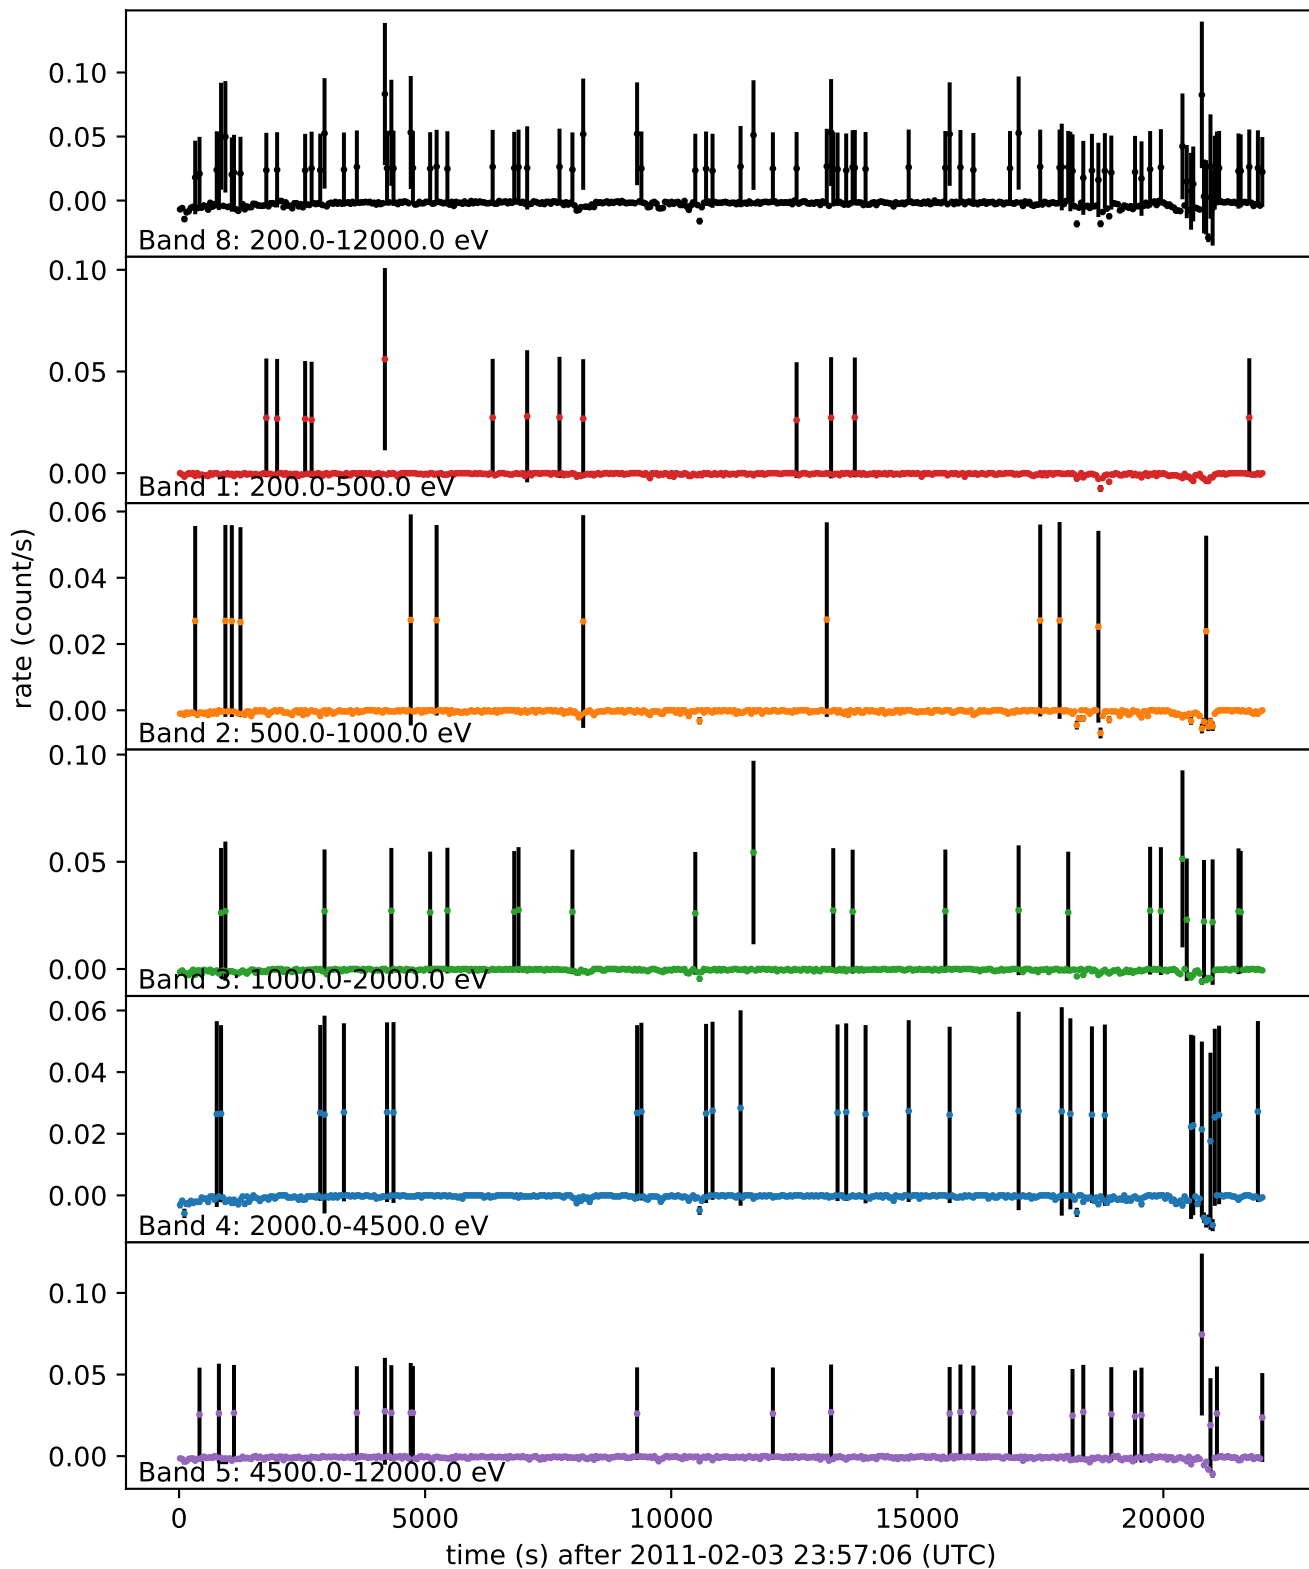 0.10
0.05
0.00
Band 8: 200.0-12000.0 eV
0.10
0.05
0.00
Band 1: 200.0-500.0 eV
0.06
0.04
0.02
0.00
Band 2: 500.0-1000.0 eV
rate (count/s)
0.10
0.05
0.00
Band 3: 1000.0-2000.0 eV
0.06
0.04
0.02
0.00
Band 4: 2000.0-4500.0 eV
0.10
0.05
0.00
Band 5: 4500.0-12000.0 eV
0 5000 10000 15000 20000
time (s) after 2011-02-03 23:57:06 (UTC)